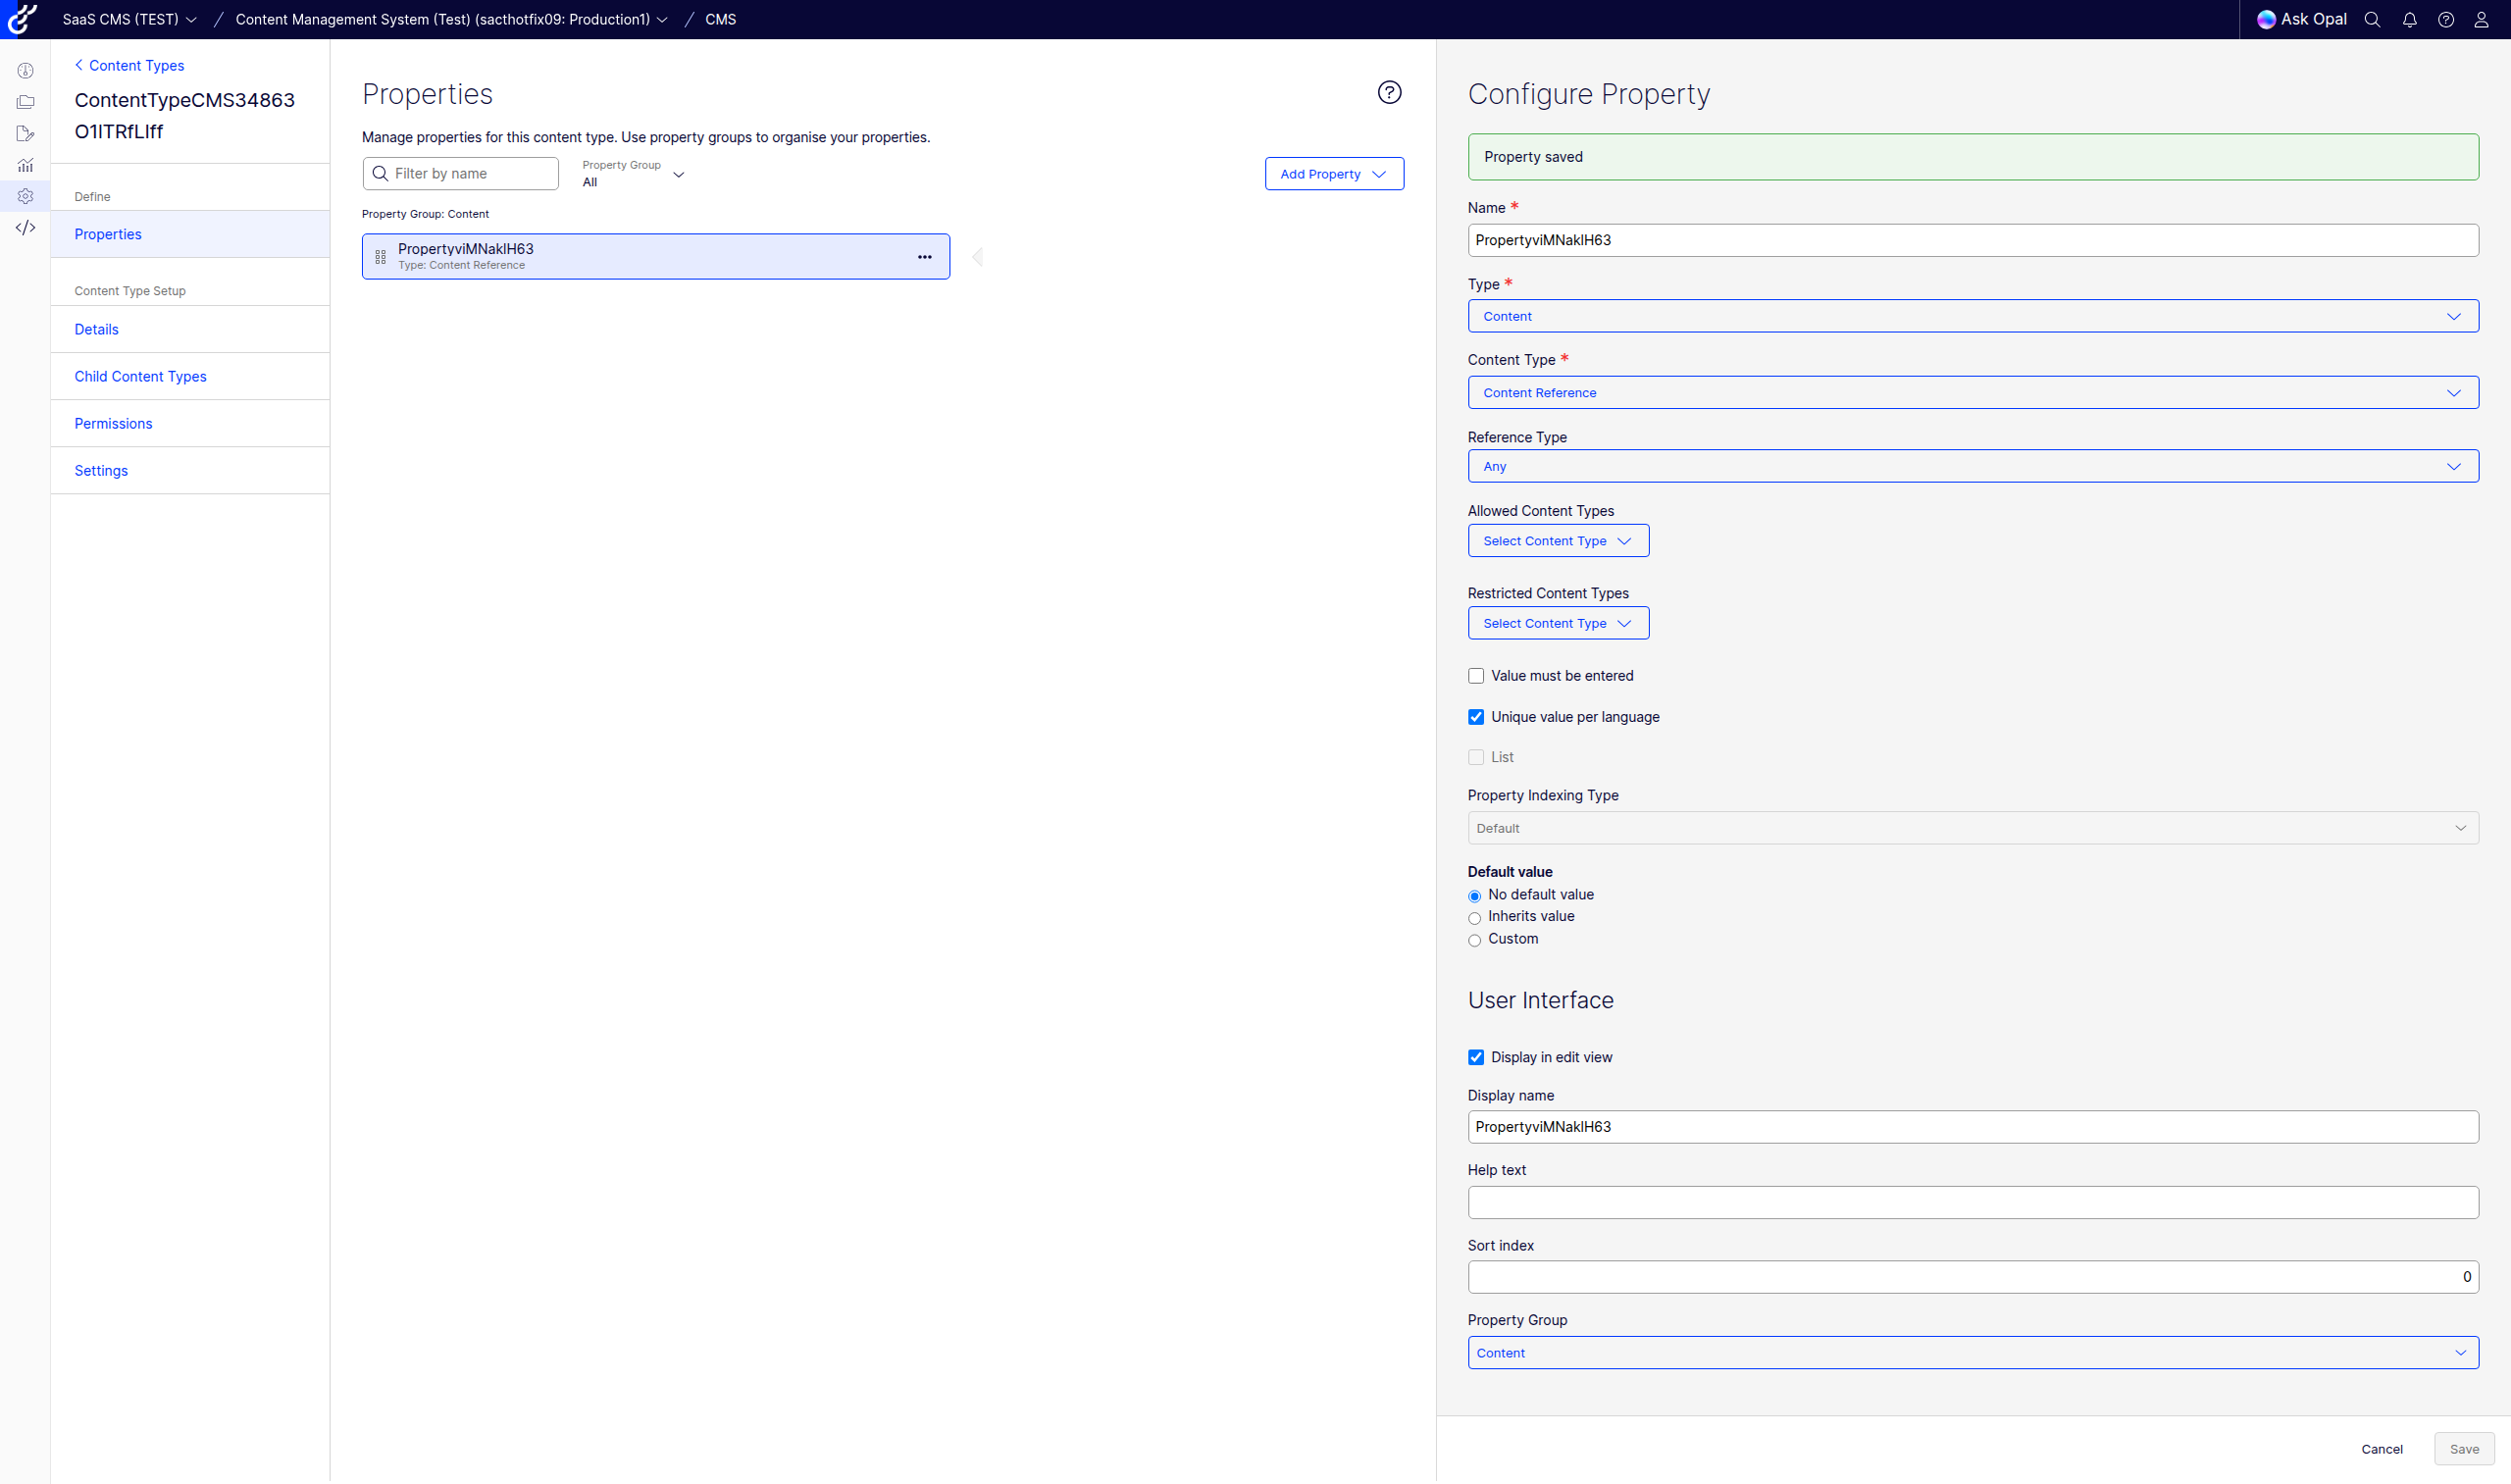 SaaS CMS (TEST) / Content Management System (Test) (sacthotfix09: Production1) / CMS
Ask Opal
Content Types
ContentTypeCMS34863
O1ITRfLIff
Define
Properties
Content Type Setup
Details
Child Content Types
Permissions
Settings
Properties
Manage properties for this content type. Use property groups to organise your properties.
Filter by name
Property Group
All
Add Property
Property Group: Content
PropertyviMNaklH63
Type: Content Reference
Configure Property
Property saved
Name *
PropertyviMNaklH63
Type *
Content
Content Type *
Content Reference
Reference Type
Any
Allowed Content Types
Select Content Type
Restricted Content Types
Select Content Type
Value must be entered
Unique value per language
List
Property Indexing Type
Default
Default value
No default value
Inherits value
Custom
User Interface
Display in edit view
Display name
PropertyviMNaklH63
Help text
Sort index
0
Property Group
Content
Cancel
Save